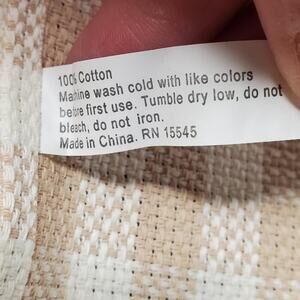 100% Cotton
Machine wash cold with like colors
before first use. Tumble dry low, do not
bleach, do not iron.
Made in China. RN 15545